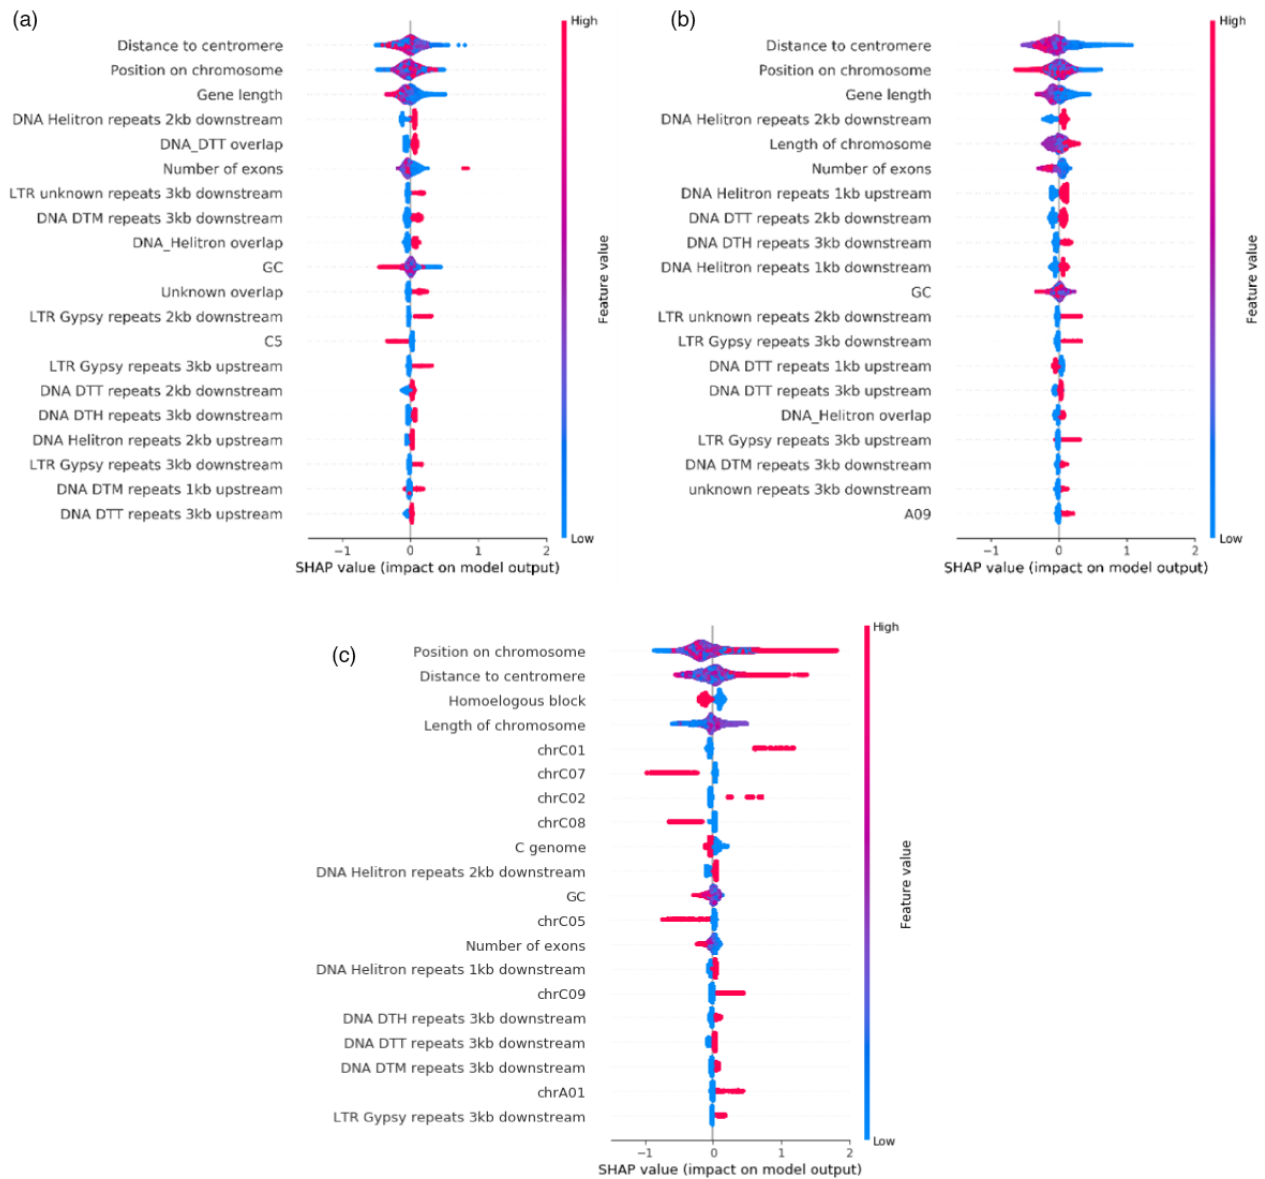 (a)
High
Distance to centromere
Position on chromosome
Gene length
DNA Helitron repeats 2kb downstream
DNA_DTT overlap
Number of exons
LTR unknown repeats 3kb downstream
DNA DTM repeats 3kb downstream
DNA_Helitron overlap
GC
Unknown overlap
LTR Gypsy repeats 2kb downstream
C5
LTR Gypsy repeats 3kb upstream
DNA DTT repeats 2kb downstream
DNA DTH repeats 3kb downstream
DNA Helitron repeats 2kb upstream
LTR Gypsy repeats 3kb downstream
DNA DTM repeats 1kb upstream
DNA DTT repeats 3kb upstream
Feature value
Low
−1 0 1 2
SHAP value (impact on model output)
(b)
High
Distance to centromere
Position on chromosome
Gene length
DNA Helitron repeats 2kb downstream
Length of chromosome
Number of exons
DNA Helitron repeats 1kb upstream
DNA DTT repeats 2kb downstream
DNA DTH repeats 3kb downstream
DNA Helitron repeats 1kb downstream
GC
LTR unknown repeats 2kb downstream
LTR Gypsy repeats 3kb downstream
DNA DTT repeats 1kb upstream
DNA DTT repeats 3kb upstream
DNA_Helitron overlap
LTR Gypsy repeats 3kb upstream
DNA DTM repeats 3kb downstream
unknown repeats 3kb downstream
A09
Feature value
Low
−1 0 1 2
SHAP value (impact on model output)
(c)
High
Position on chromosome
Distance to centromere
Homoelogous block
Length of chromosome
chrC01
chrC07
chrC02
chrC08
C genome
DNA Helitron repeats 2kb downstream
GC
chrC05
Number of exons
DNA Helitron repeats 1kb downstream
chrC09
DNA DTH repeats 3kb downstream
DNA DTT repeats 3kb downstream
DNA DTM repeats 3kb downstream
chrA01
LTR Gypsy repeats 3kb downstream
Feature value
Low
−1 0 1 2
SHAP value (impact on model output)